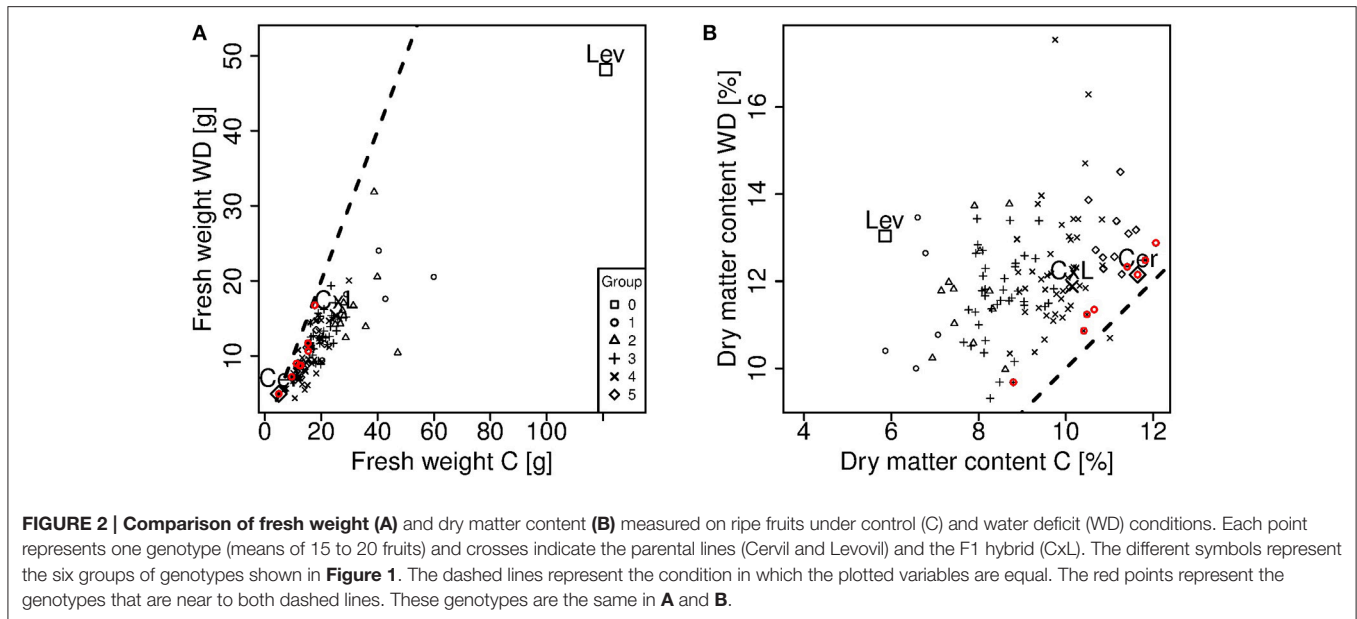 A
Fresh weight WD [g]
50
40
30
20
10
Lev
CxL
Cer
Group
0
1
2
3
4
5
0 20 40 60 80 100
Fresh weight C [g]
B
Dry matter content WD [%]
16
14
12
10
Lev
CxL
Cer
4 6 8 10 12
Dry matter content C [%]
FIGURE 2 | Comparison of fresh weight (A) and dry matter content (B) measured on ripe fruits under control (C) and water deficit (WD) conditions. Each point
represents one genotype (means of 15 to 20 fruits) and crosses indicate the parental lines (Cervil and Levovil) and the F1 hybrid (CxL). The different symbols represent
the six groups of genotypes shown in Figure 1. The dashed lines represent the condition in which the plotted variables are equal. The red points represent the
genotypes that are near to both dashed lines. These genotypes are the same in A and B.